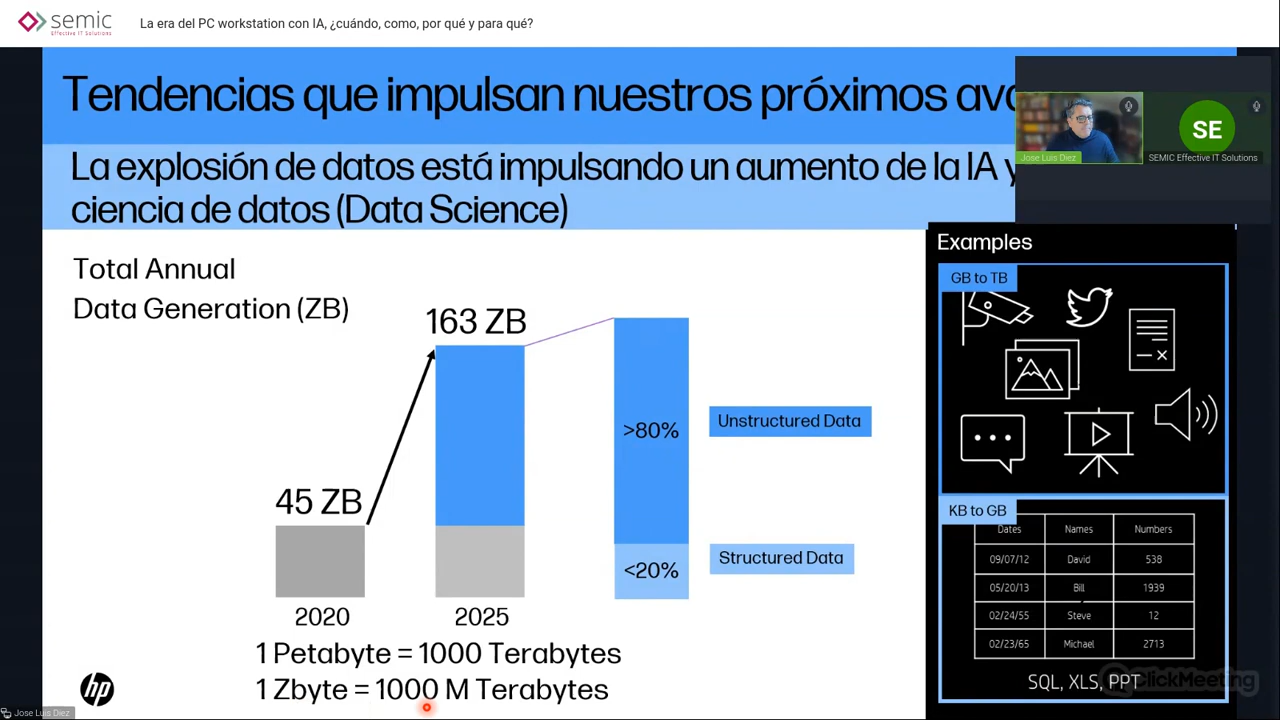 semic
Effective IT Solutions
La era del PC workstation con IA, ¿cuándo, como, por qué y para qué?
Tendencias que impulsan nuestros próximos
La explosión de datos está impulsando un aumento de la IA y
ciencia de datos (Data Science)
Jose Luis Diez
SE
SEMIC Effective IT Solutions
Total Annual
Data Generation (ZB)
45 ZB
2020
163 ZB
2025
>80%
<20%
Unstructured Data
Structured Data
1 Petabyte = 1000 Terabytes
1 Zbyte = 1000 M Terabytes
hp
Examples
GB to TB
KB to GB
Dates Names Numbers
09/07/12 David 538
05/20/13 Bill 1939
02/24/55 Steve 12
02/23/65 Michael 2713
SQL, XLS, PPT
ClickMeeting
Jose Luis Diez